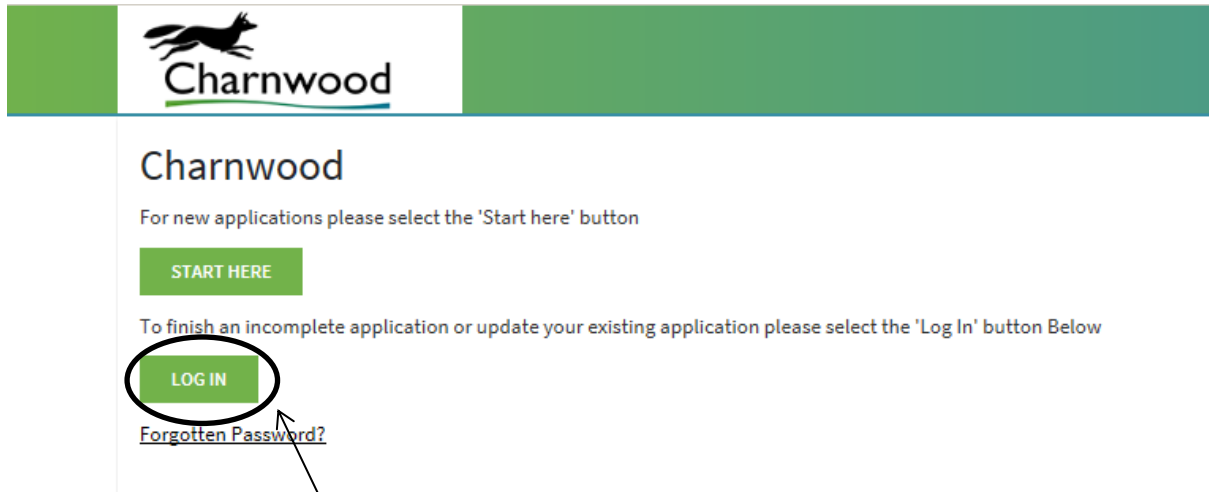 Charnwood
Charnwood
For new applications please select the 'Start here' button
START HERE
To finish an incomplete application or update your existing application please select the 'Log In' button Below
LOG IN
Forgotten Password?